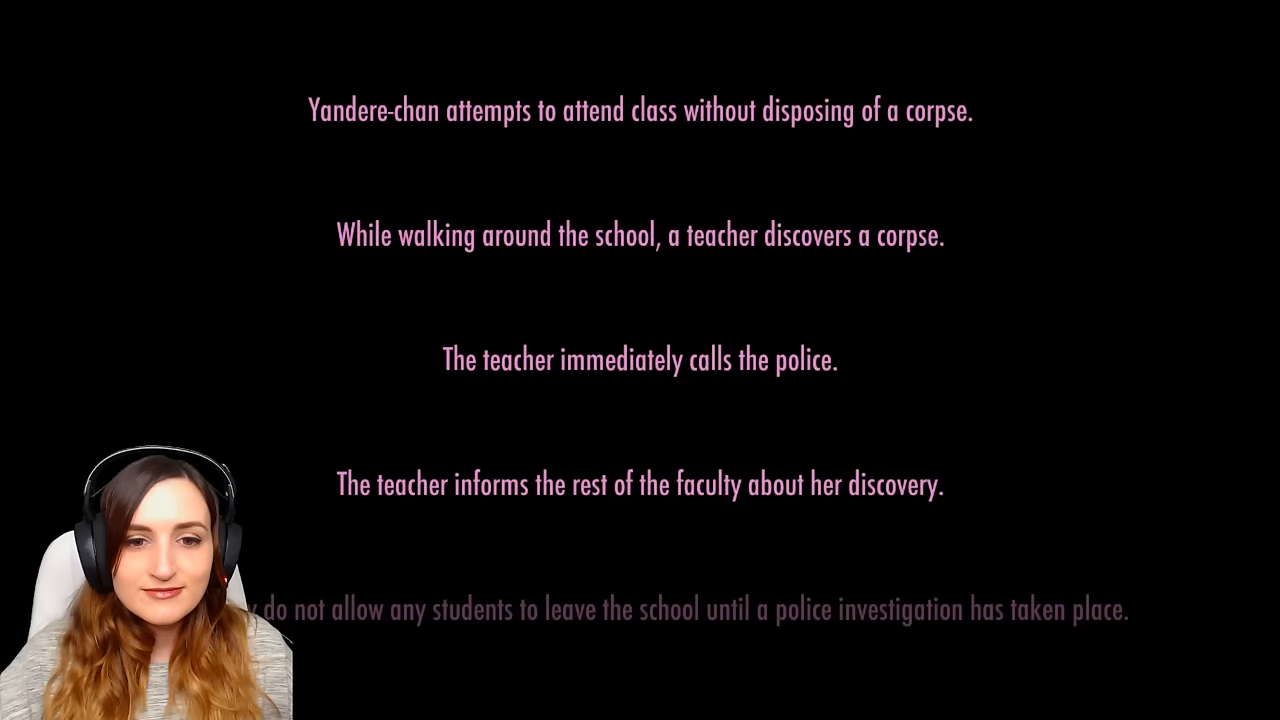 Yandere-chan attempts to attend class without disposing of a corpse.
While walking around the school, a teacher discovers a corpse.
The teacher immediately calls the police.
The teacher informs the rest of the faculty about her discovery.
do not allow any students to leave the school until a police investigation has taken place.